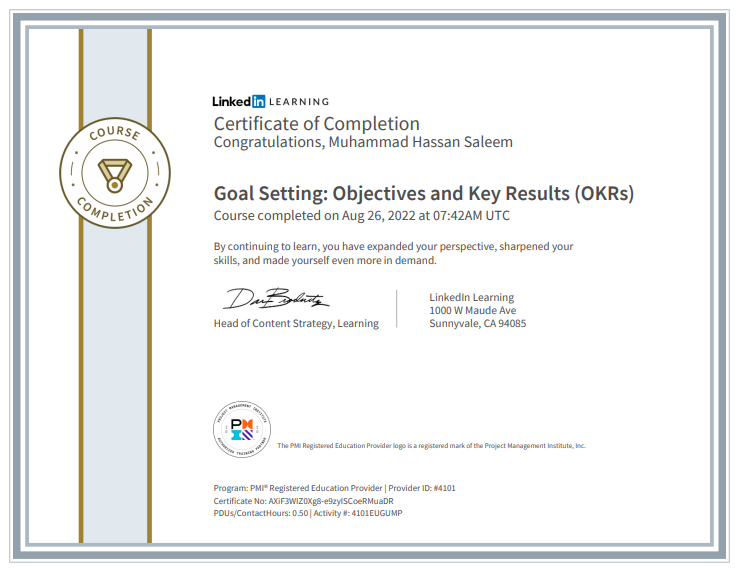 COURSE
COMPLETION
Linked in LEARNING
Certificate of Completion
Congratulations, Muhammad Hassan Saleem
Goal Setting: Objectives and Key Results (OKRs)
Course completed on Aug 26, 2022 at 07:42AM UTC
By continuing to learn, you have expanded your perspective, sharpened your
skills, and made yourself even more in demand.
Head of Content Strategy, Learning
LinkedIn Learning
1000 W Maude Ave
Sunnyvale, CA 94085
PROJECT MANAGEMENT INSTITUTE
AUTHORIZED TRAINING PARTNER
The PMI Registered Education Provider logo is a registered mark of the Project Management Institute, Inc.
Program: PMI® Registered Education Provider | Provider ID: #4101
Certificate No: AXiF3WIZ0Xg8-e9zyISCoeRMuaDR
PDUs/ContactHours: 0.50 | Activity #: 4101EUGUMP